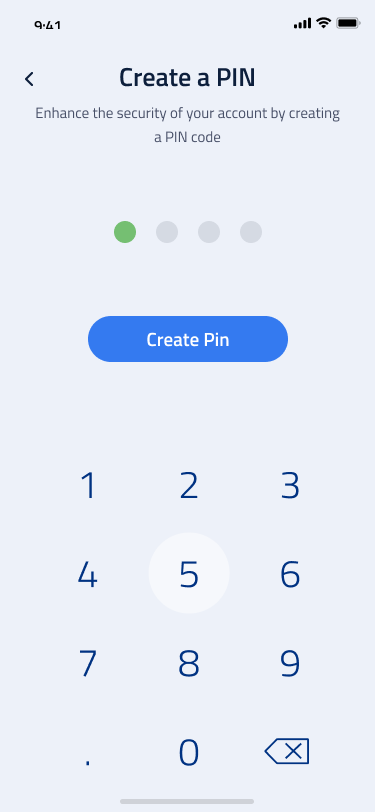 9:41
Create a PIN
Enhance the security of your account by creating
a PIN code
Create Pin
1 2 3
4 5 6
7 8 9
. 0